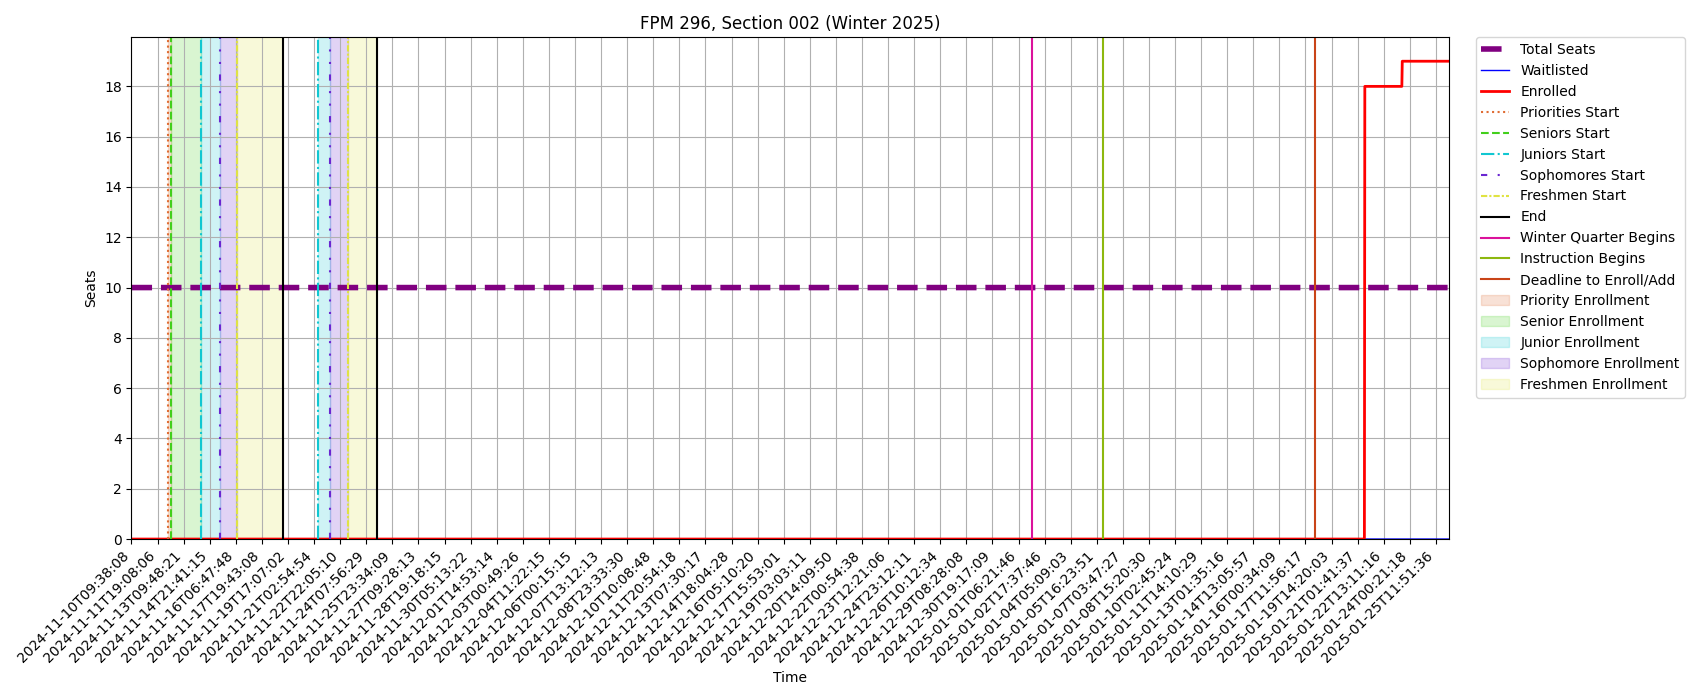 FPM 296, Section 002 (Winter 2025)
Seats
18
16
14
12
10
8
6
4
2
0
2024-11-10T09:38:08
2024-11-11T19:08:06
2024-11-13T09:48:21
2024-11-14T21:41:15
2024-11-16T06:47:48
2024-11-17T19:43:08
2024-11-19T17:07:02
2024-11-21T02:54:54
2024-11-22T22:05:10
2024-11-24T07:56:29
2024-11-25T23:34:09
2024-11-27T09:28:13
2024-11-28T19:18:15
2024-11-30T05:13:22
2024-12-01T14:53:14
2024-12-03T00:49:26
2024-12-04T11:22:15
2024-12-06T00:15:15
2024-12-07T13:12:13
2024-12-08T23:33:30
2024-12-10T10:08:48
2024-12-11T20:54:18
2024-12-13T07:30:17
2024-12-14T18:04:28
2024-12-16T05:10:20
2024-12-17T15:53:01
2024-12-19T03:03:11
2024-12-20T14:09:50
2024-12-22T00:54:38
2024-12-23T12:21:06
2024-12-24T23:12:11
2024-12-26T10:12:34
2024-12-29T08:28:08
2024-12-30T19:17:09
2025-01-01T06:21:46
2025-01-02T17:37:46
2025-01-04T05:09:03
2025-01-05T16:23:51
2025-01-07T03:47:27
2025-01-08T15:20:30
2025-01-10T02:45:24
2025-01-11T14:10:29
2025-01-13T01:35:16
2025-01-14T13:05:57
2025-01-16T00:34:09
2025-01-17T11:56:17
2025-01-19T14:20:03
2025-01-21T01:41:37
2025-01-22T13:11:16
2025-01-24T00:21:18
2025-01-25T11:51:36
Time
Total Seats
Waitlisted
Enrolled
Priorities Start
Seniors Start
Juniors Start
Sophomores Start
Freshmen Start
End
Winter Quarter Begins
Instruction Begins
Deadline to Enroll/Add
Priority Enrollment
Senior Enrollment
Junior Enrollment
Sophomore Enrollment
Freshmen Enrollment